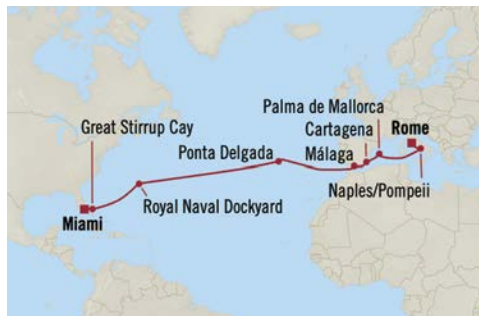 Palma de Mallorca
Great Stirrup Cay
Cartagena
Rome
Ponta Delgada
Málaga
Naples/Pompeii
Royal Naval Dockyard
Miami